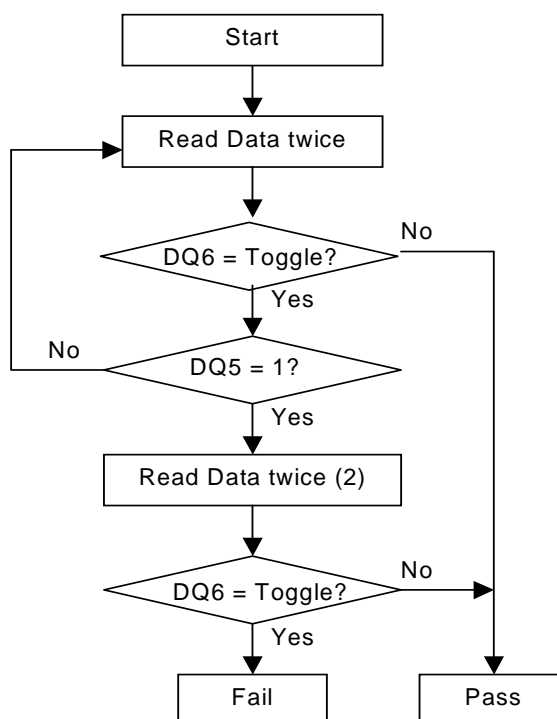 Start
Read Data twice
DQ6 = Toggle?
No
Yes
No
DQ5 = 1?
Yes
Read Data twice (2)
DQ6 = Toggle?
No
Yes
Fail
Pass